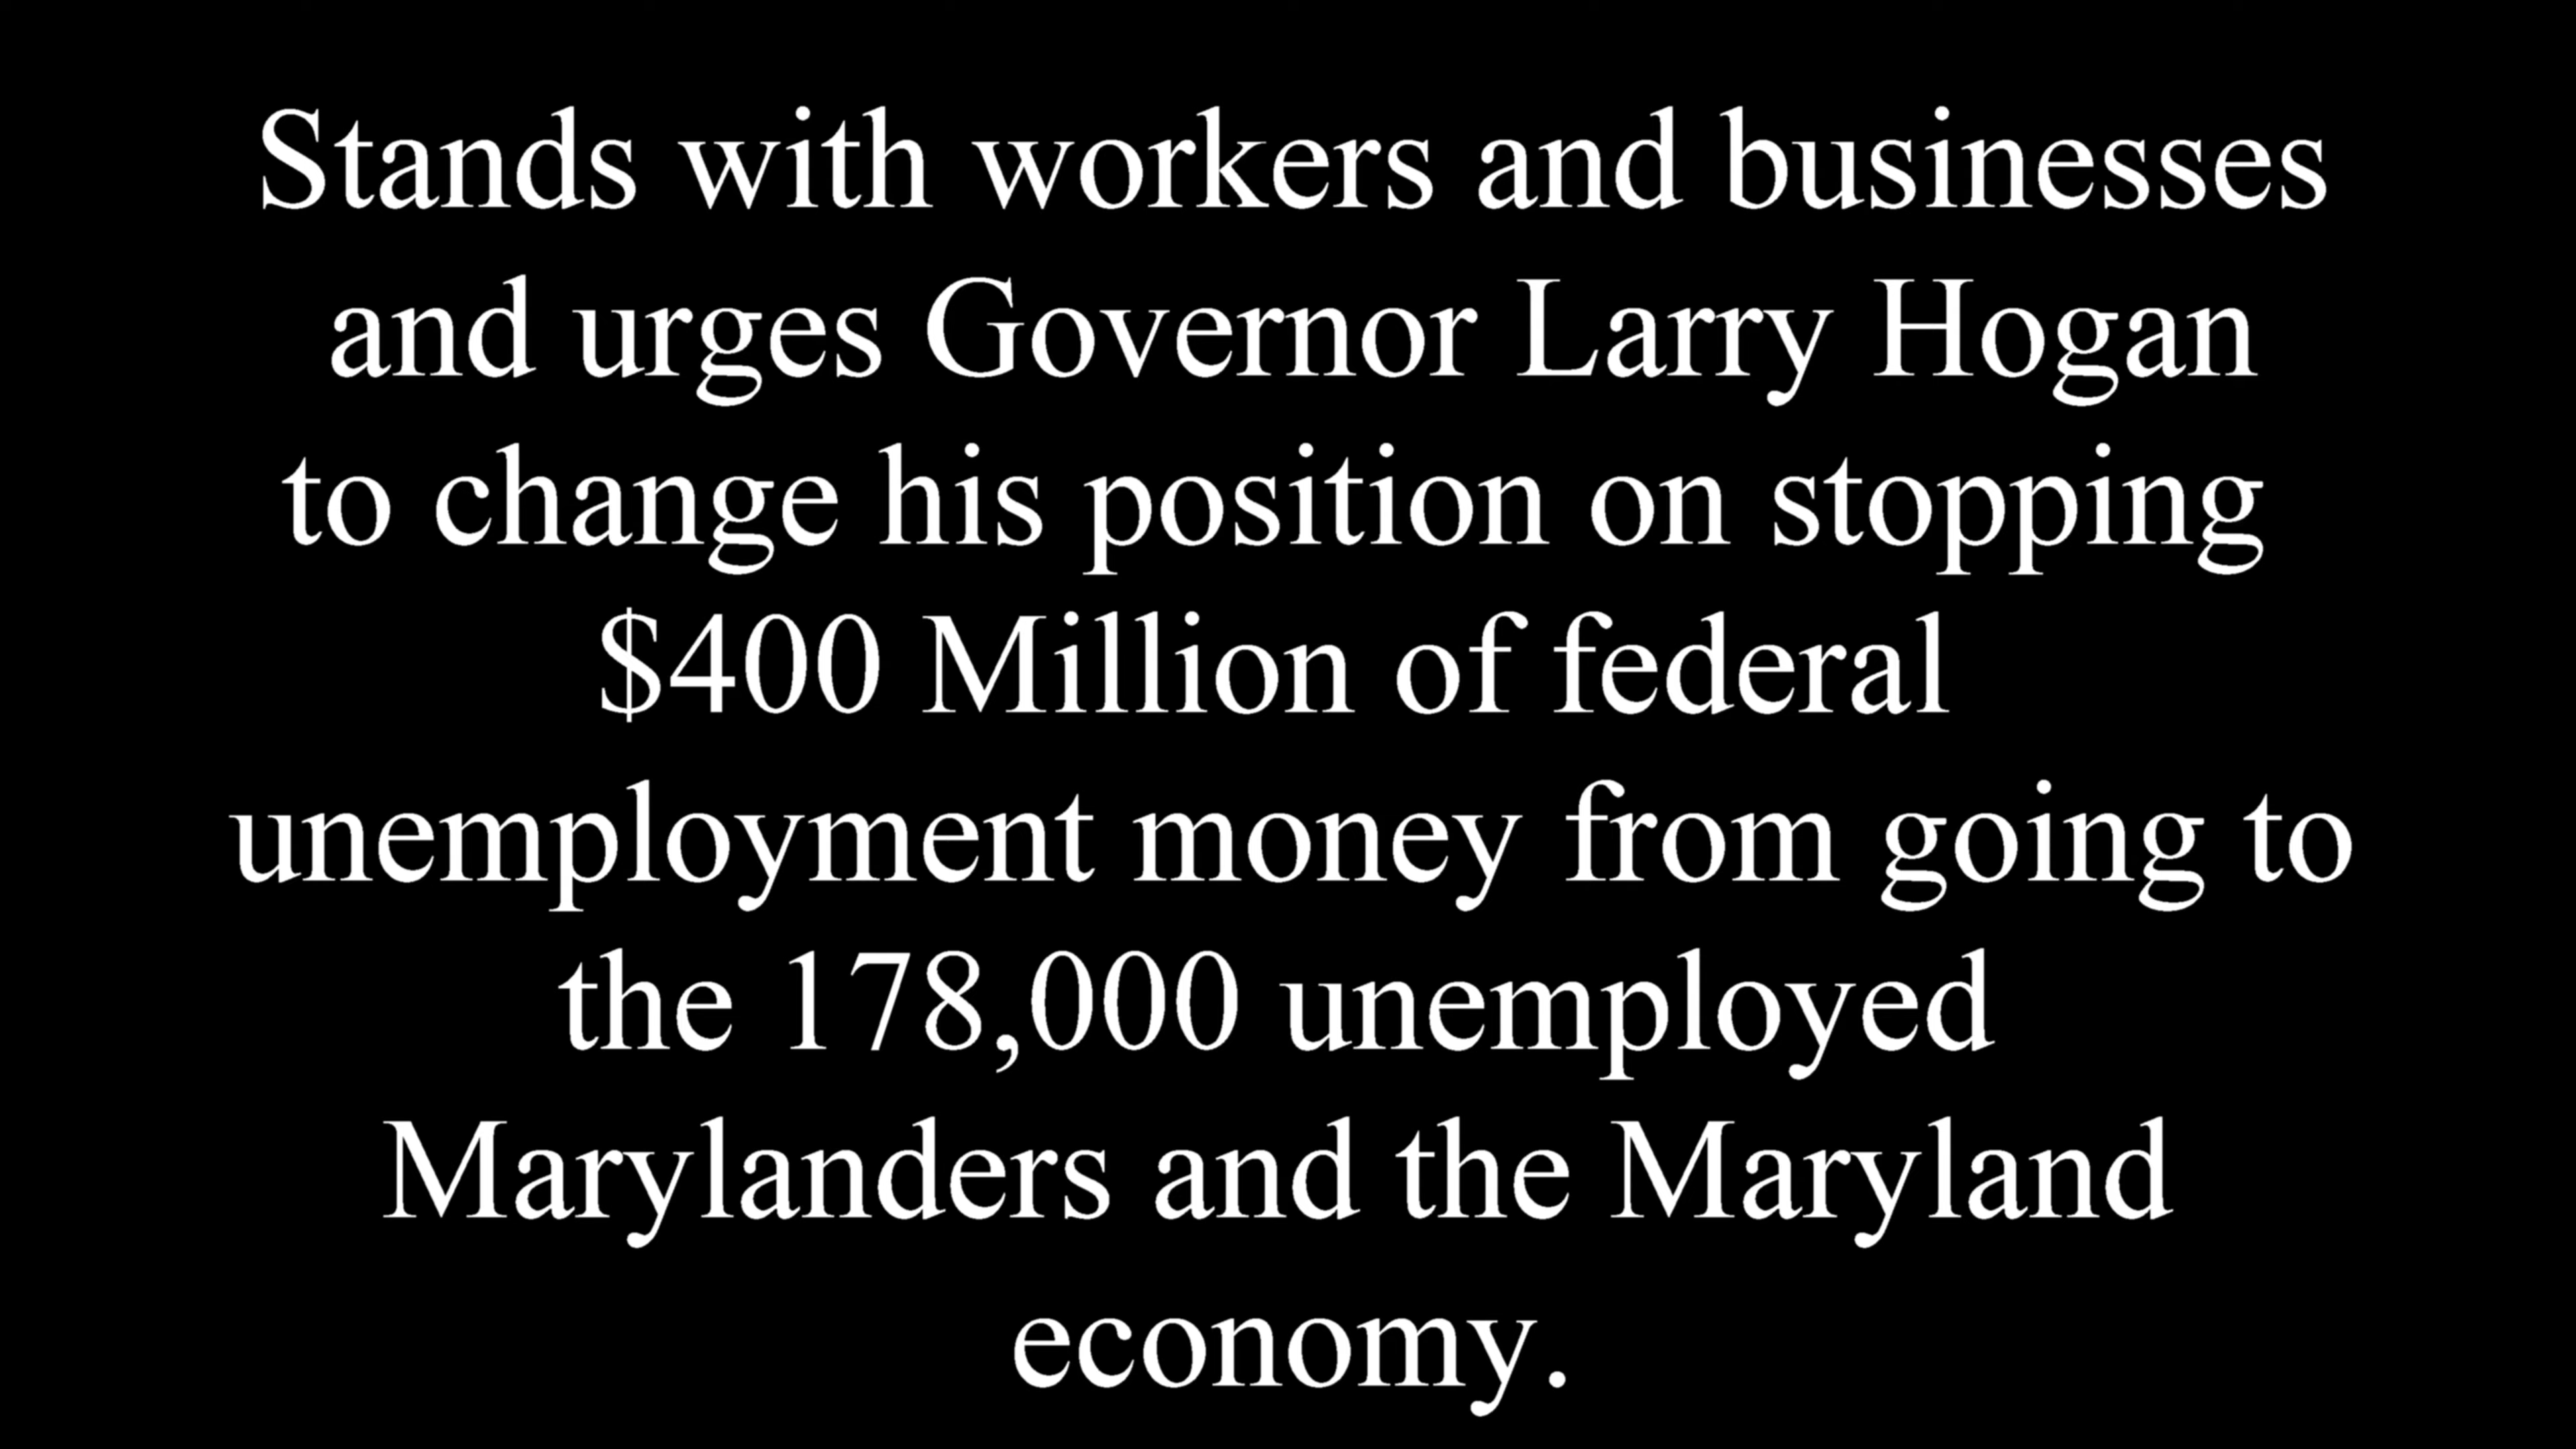 Stands with workers and businesses
and urges Governor Larry Hogan
to change his position on stopping
$400 Million of federal
unemployment money from going to
the 178,000 unemployed
Marylanders and the Maryland
economy.